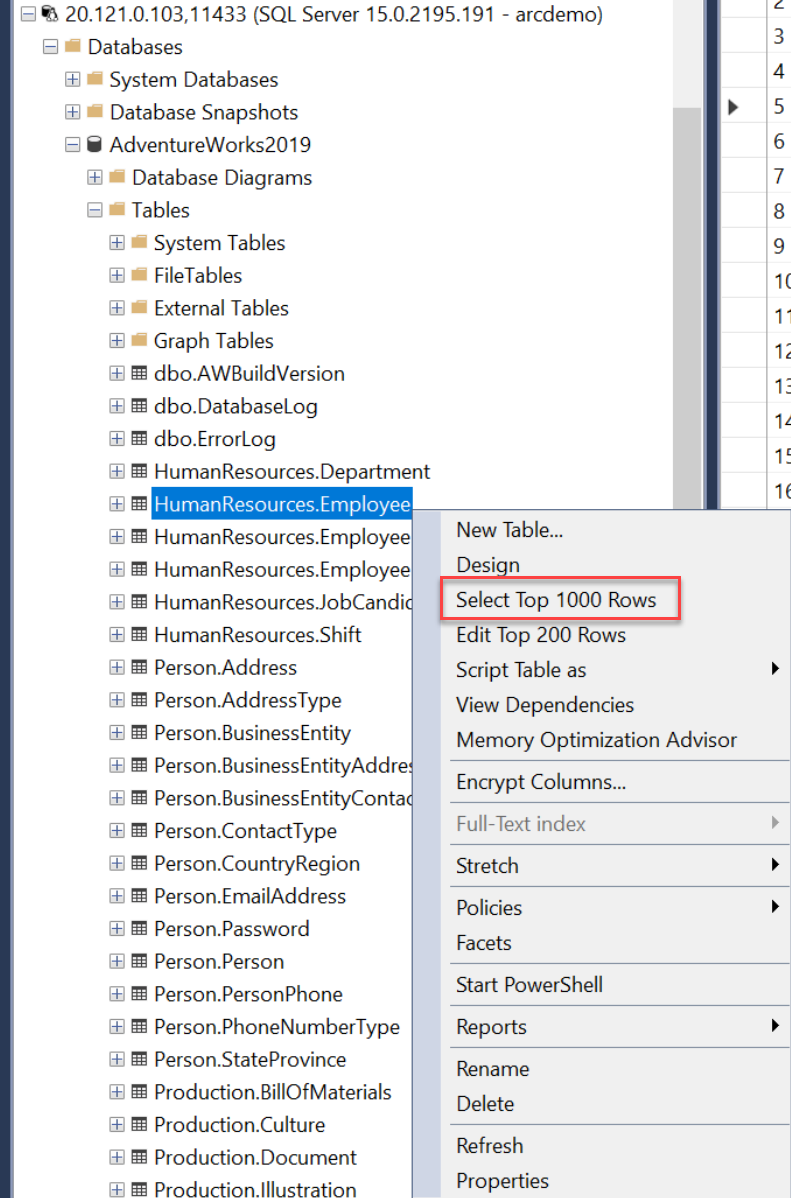 20.121.0.103,11433 (SQL Server 15.0.2195.191 - arcdemo)
Databases
System Databases
Database Snapshots
AdventureWorks2019
Database Diagrams
Tables
System Tables
FileTables
External Tables
Graph Tables
dbo.AWBuildVersion
dbo.DatabaseLog
dbo.ErrorLog
HumanResources.Department
HumanResources.Employee
HumanResources.Employee
HumanResources.Employee
HumanResources.JobCandid
HumanResources.Shift
Person.Address
Person.AddressType
Person.BusinessEntity
Person.BusinessEntityAddres
Person.BusinessEntityContac
Person.ContactType
Person.CountryRegion
Person.EmailAddress
Person.Password
Person.Person
Person.PersonPhone
Person.PhoneNumberType
Person.StateProvince
Production.BillOfMaterials
Production.Culture
Production.Document
Production.Illustration
New Table...
Design
Select Top 1000 Rows
Edit Top 200 Rows
Script Table as
View Dependencies
Memory Optimization Advisor
Encrypt Columns...
Full-Text index
Stretch
Policies
Facets
Start PowerShell
Reports
Rename
Delete
Refresh
Properties
2
3
4
5
6
7
8
9
10
11
12
13
14
15
16